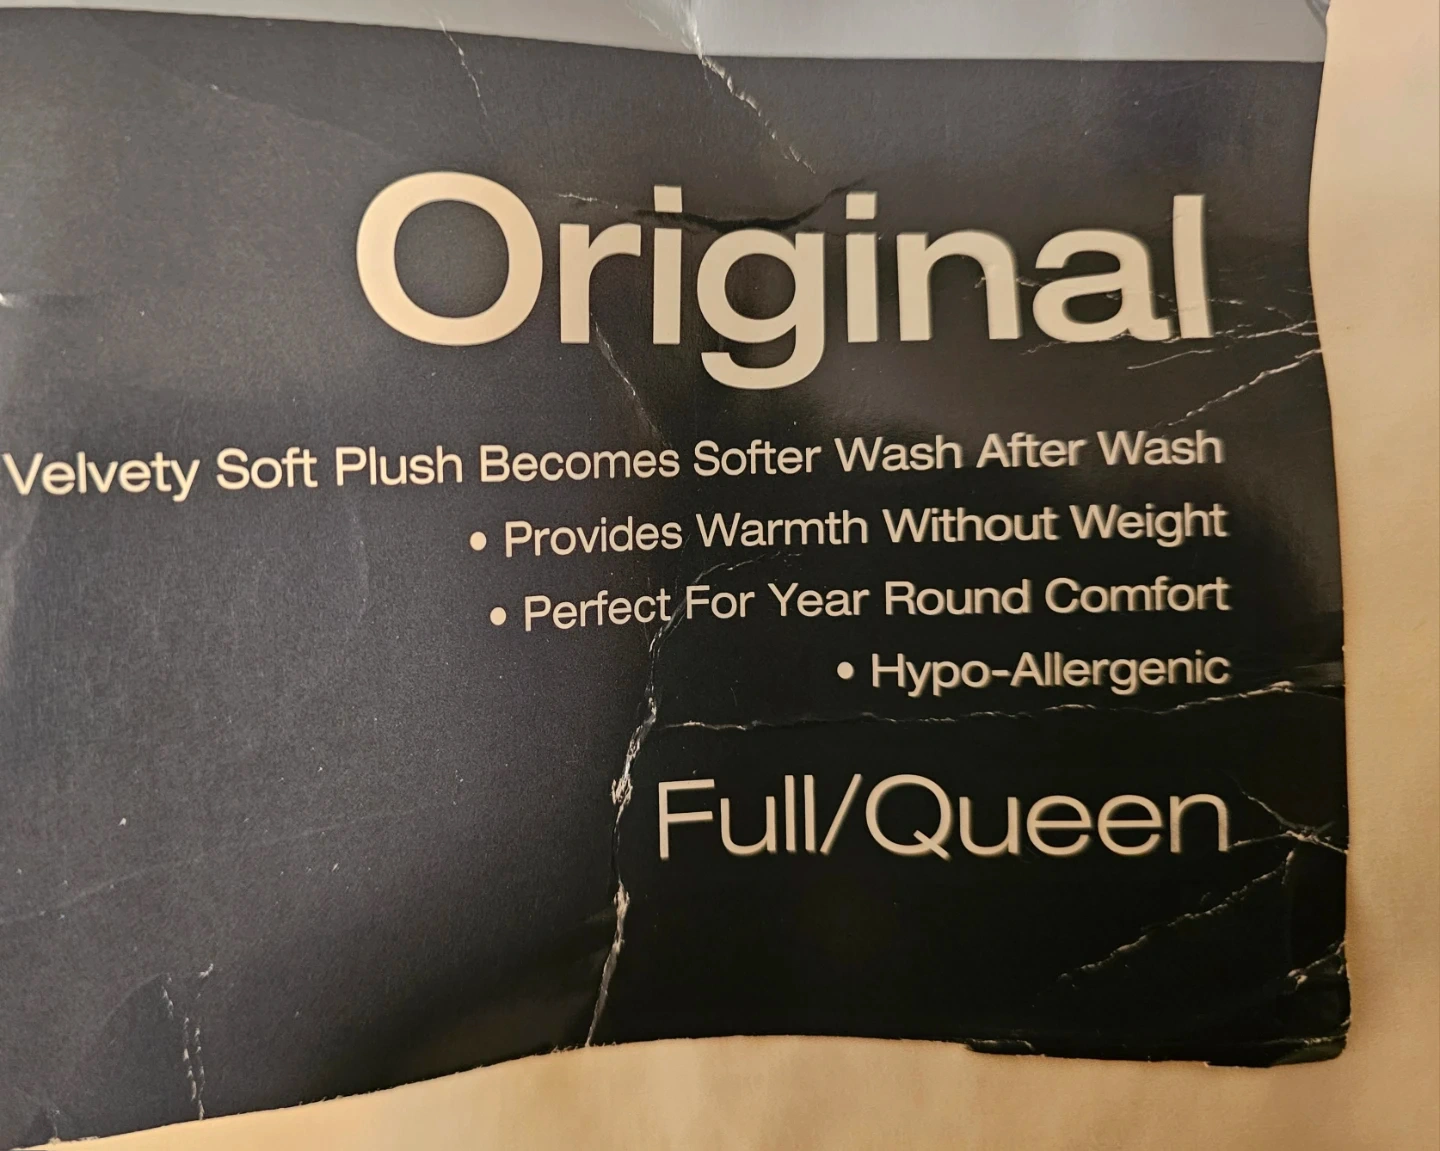 Original
Velvety Soft Plush Becomes Softer Wash After Wash
• Provides Warmth Without Weight
• Perfect For Year Round Comfort
• Hypo-Allergenic
Full/Queen